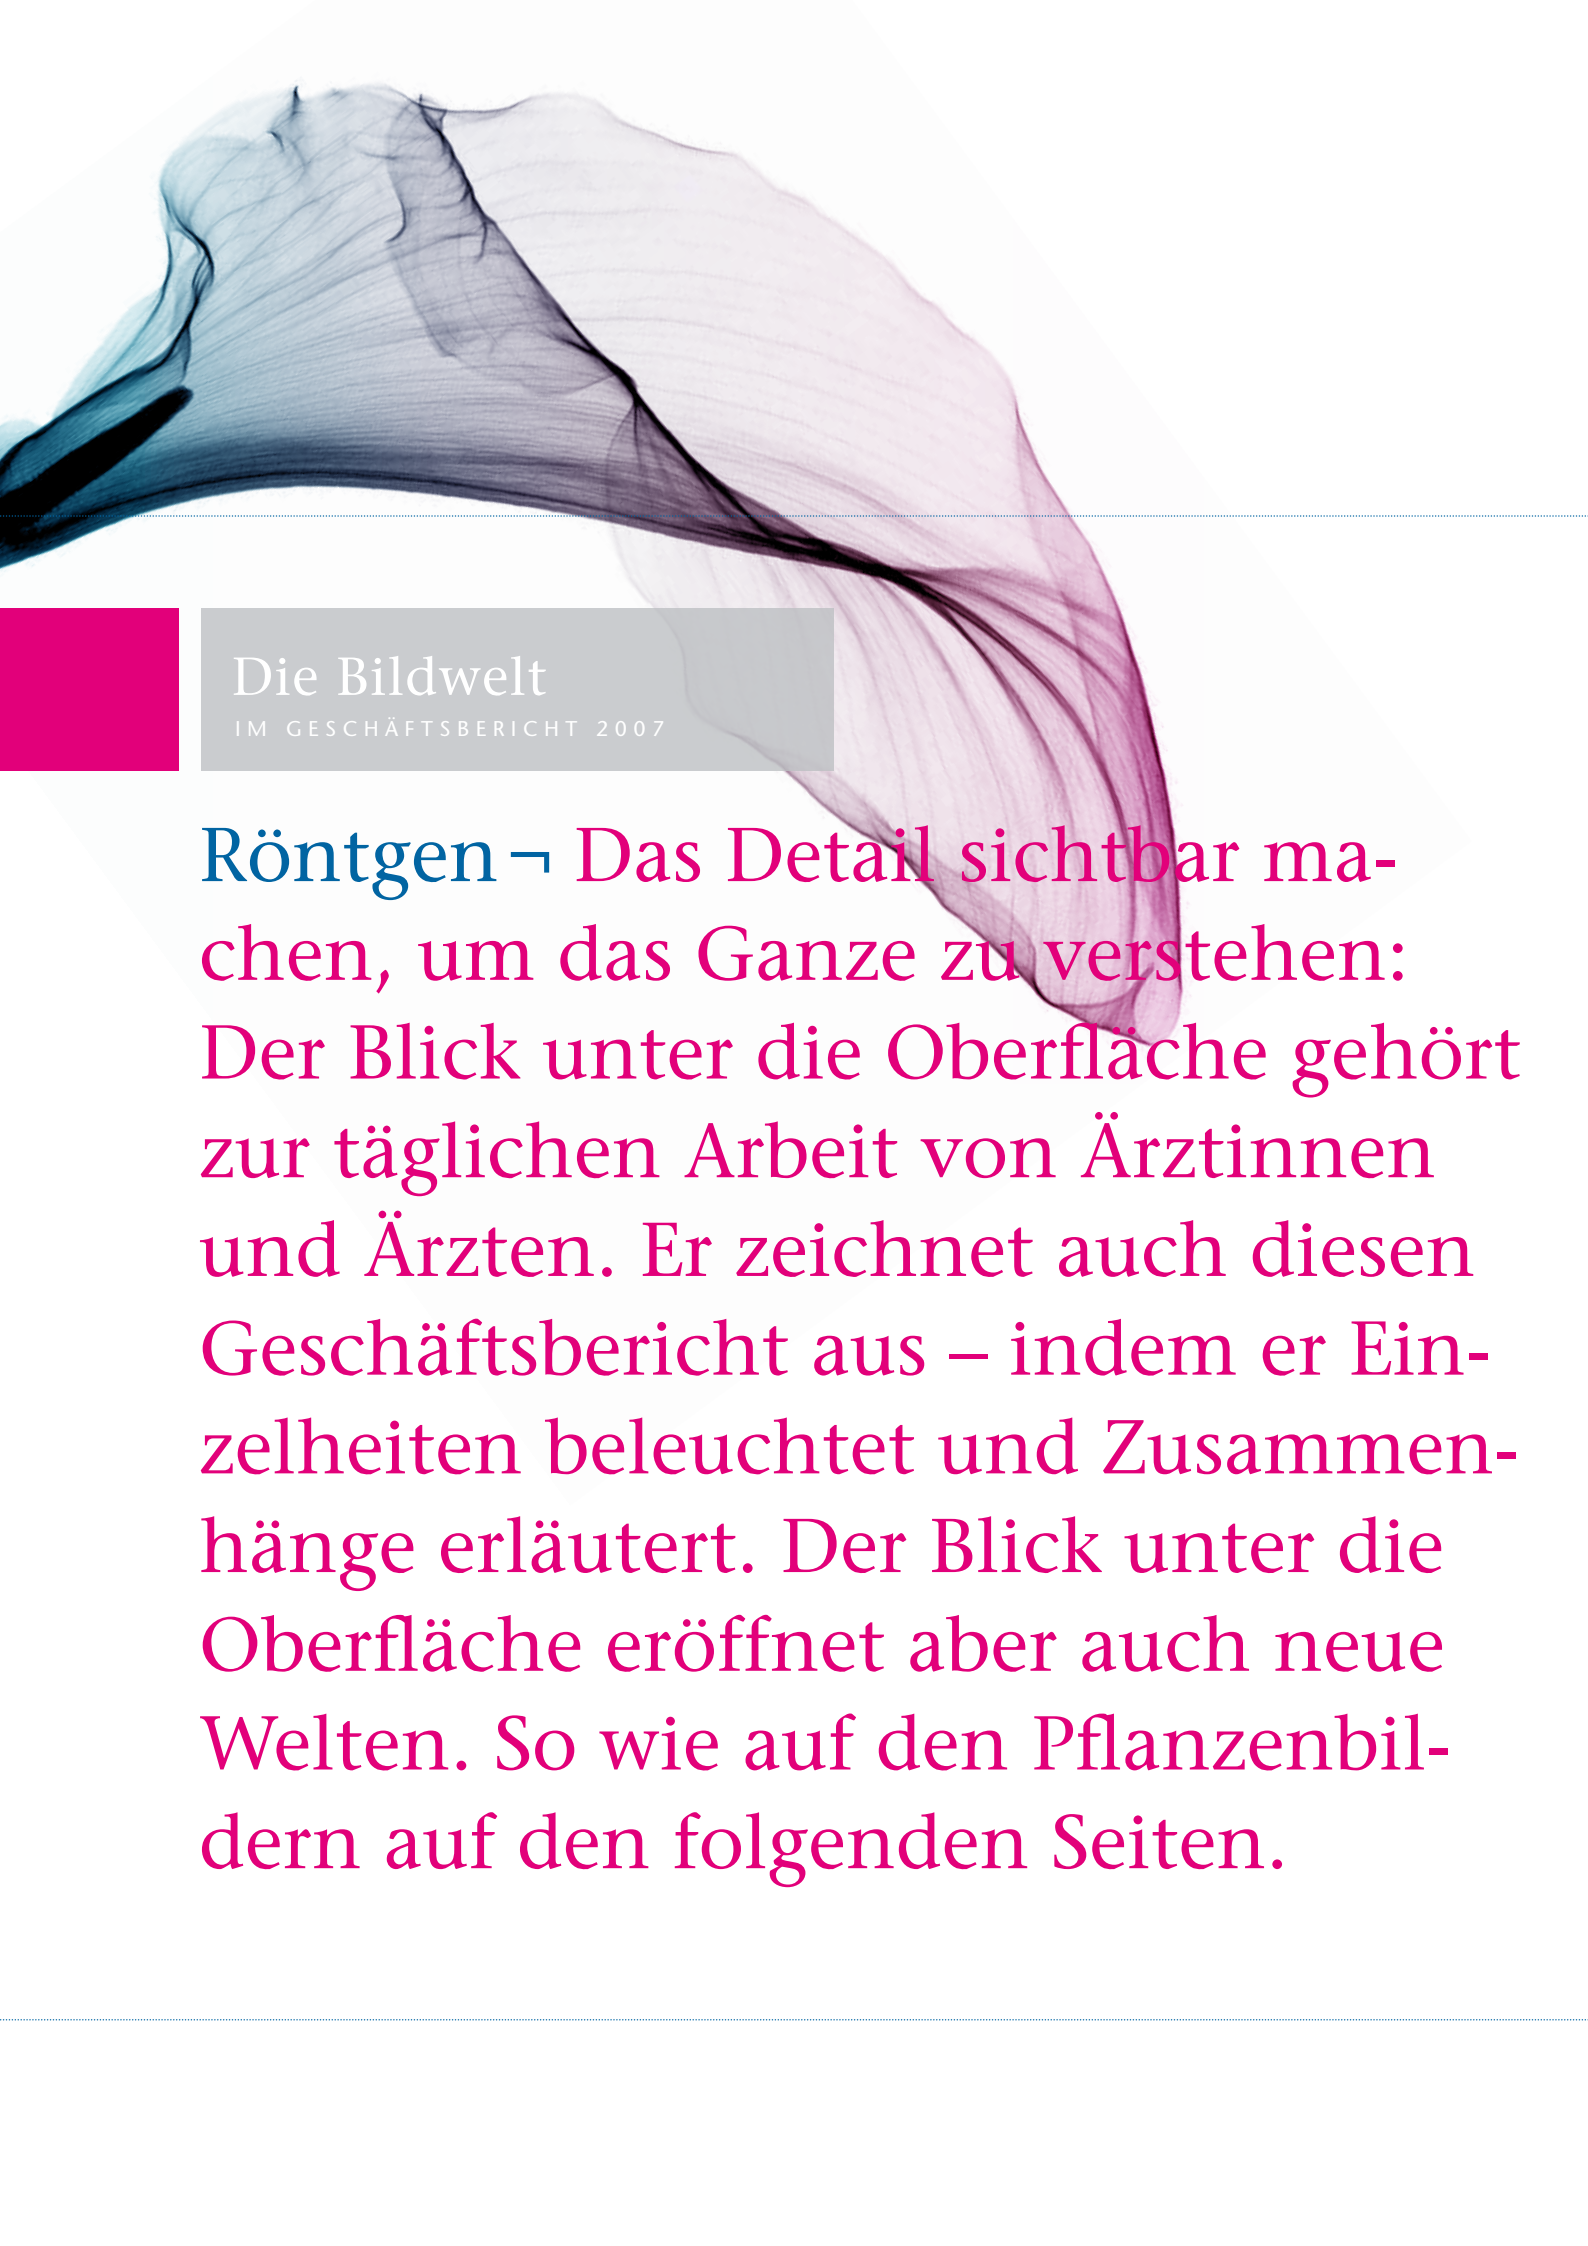 Die Bildwelt
IM GESCHÄFTSBERICHT 2007
Röntgen ¬ Das Detail sichtbar ma-
chen, um das Ganze zu verstehen:
Der Blick unter die Oberfläche gehört
zur täglichen Arbeit von Ärztinnen
und Ärzten. Er zeichnet auch diesen
Geschäftsbericht aus – indem er Ein-
zelheiten beleuchtet und Zusammen-
hänge erläutert. Der Blick unter die
Oberfläche eröffnet aber auch neue
Welten. So wie auf den Pflanzenbil-
dern auf den folgenden Seiten.